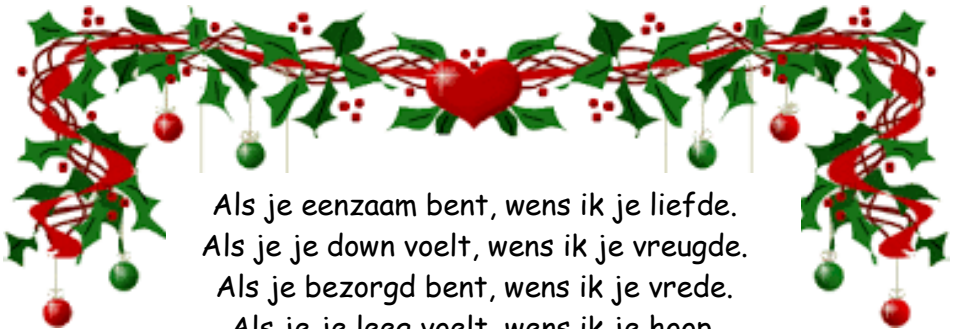 Als je eenzaam bent, wens ik je liefde.
Als je je down voelt, wens ik je vreugde.
Als je bezorgd bent, wens ik je vrede.
Als je je leeg voelt, wens ik je hoop.